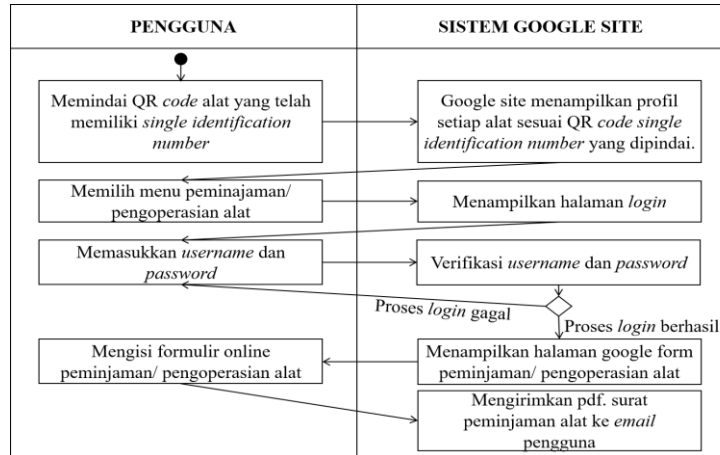 PENGGUNA
SISTEM GOOGLE SITE
Memindai QR code alat yang telah
memiliki single identification
number
Google site menampilkan profil
setiap alat sesuai QR code single
identification number yang dipindai.
Memilih menu peminajaman/
pengoperasian alat
Menampilkan halaman login
Memasukkan username dan
password
Verifikasi username dan password
Proses login gagal
Proses login berhasil
Mengisi formulir online
peminjaman/ pengoperasian alat
Menampilkan halaman google form
peminjaman/ pengoperasian alat
Mengirimkan pdf. surat
peminjaman alat ke email
pengguna